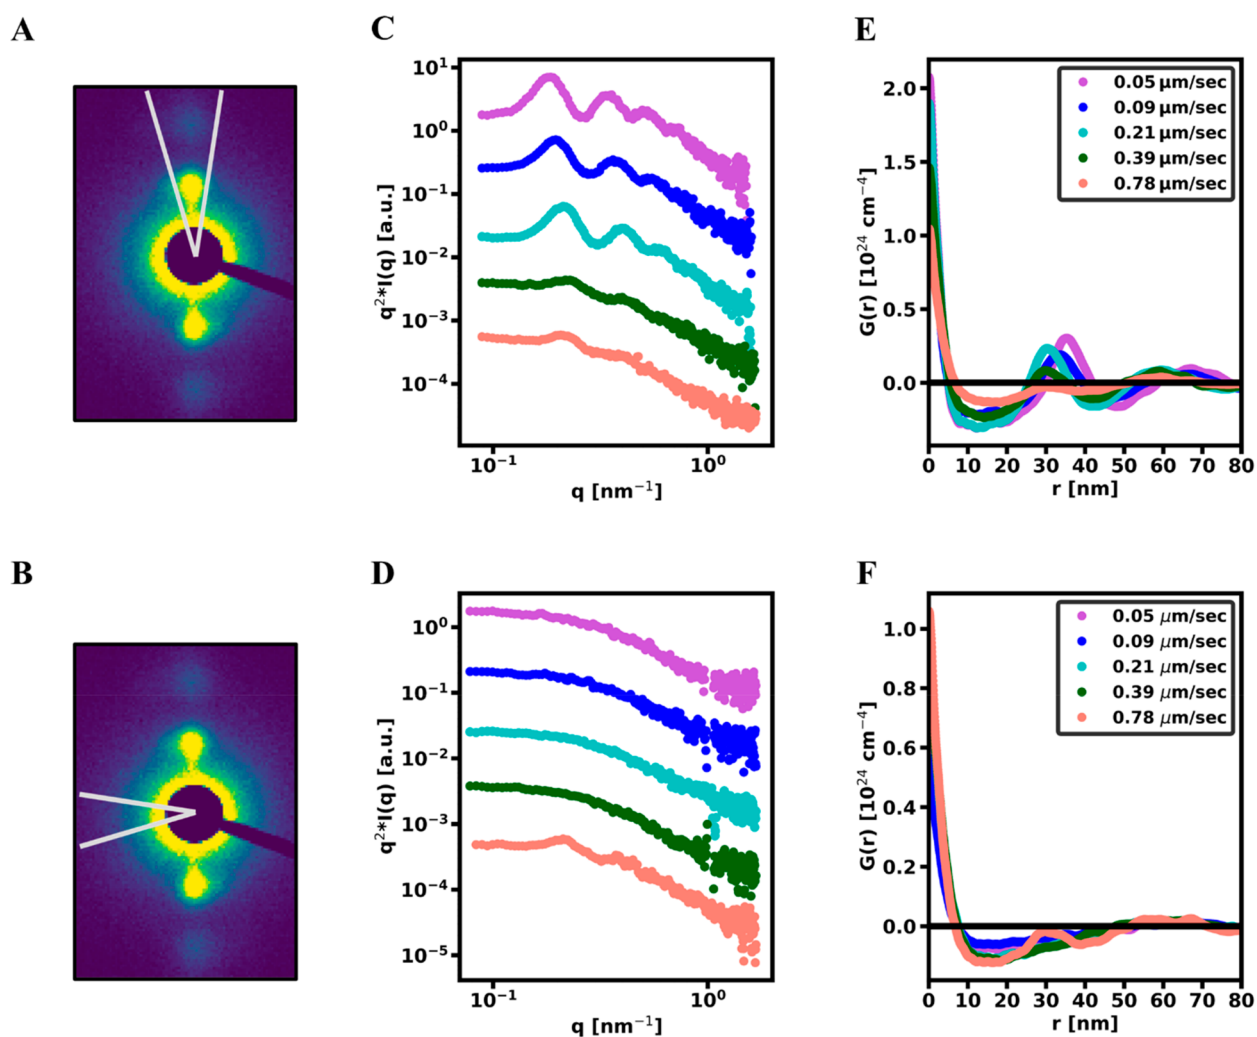 A
C
E
10¹
10⁰
10⁻¹
10⁻²
10⁻³
10⁻⁴
q²*I(q) [a.u.]
10⁻¹
10⁰
q [nm⁻¹]
2.0
1.5
1.0
0.5
0.0
G(r) [10²⁴ cm⁻⁴]
0.05 μm/sec
0.09 μm/sec
0.21 μm/sec
0.39 μm/sec
0.78 μm/sec
0 10 20 30 40 50 60 70 80
r [nm]
B
D
F
10⁰
10⁻¹
10⁻²
10⁻³
10⁻⁴
10⁻⁵
q²*I(q) [a.u.]
10⁻¹
10⁰
q [nm⁻¹]
1.0
0.8
0.6
0.4
0.2
0.0
G(r) [10²⁴ cm⁻⁴]
0.05 μm/sec
0.09 μm/sec
0.21 μm/sec
0.39 μm/sec
0.78 μm/sec
0 10 20 30 40 50 60 70 80
r [nm]